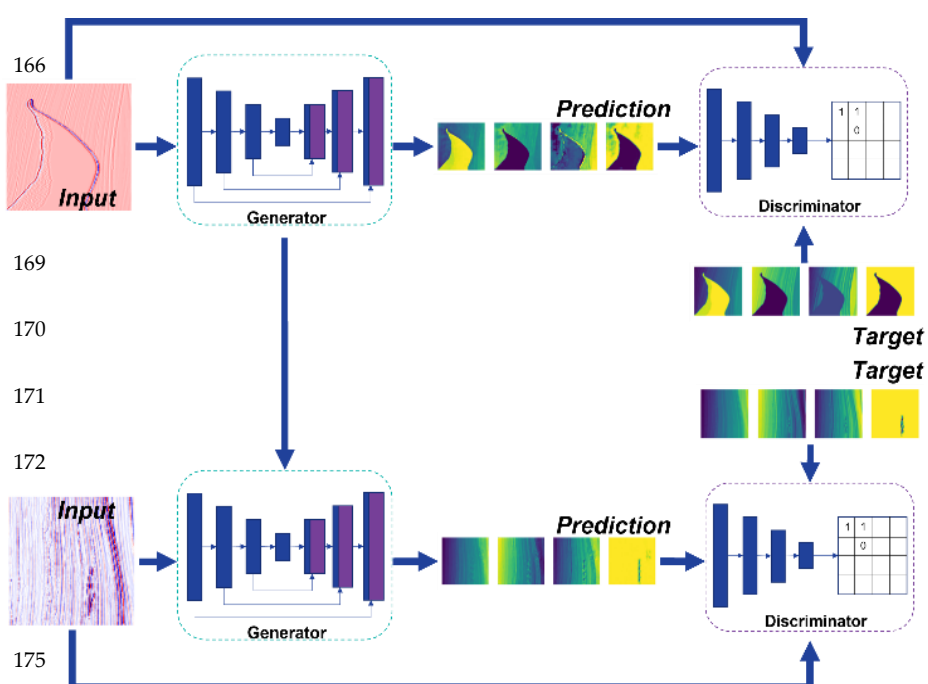 166
Prediction
1 1
0
Input
Generator
Discriminator
169
170
Target
Target
171
172
Input
Prediction
1 1
0
Generator
Discriminator
175